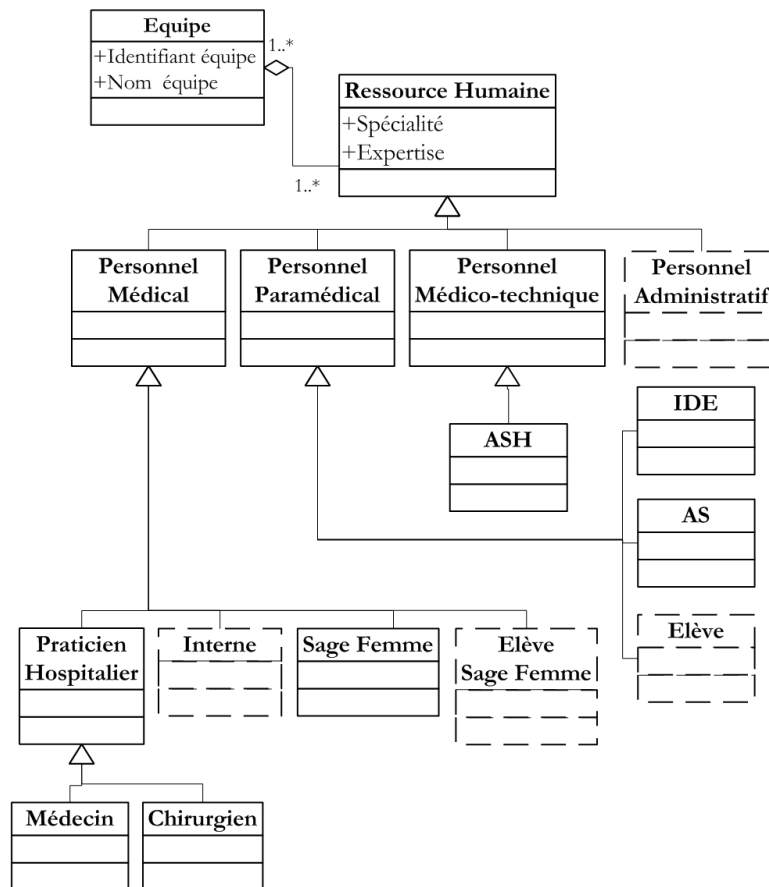 Equipe
+Identifiant équipe
+Nom équipe
1..*
Ressource Humaine
+Spécialité
+Expertise
1..*
Personnel
Médical
Personnel
Paramédical
Personnel
Médico-technique
Personnel
Administratif
ASH
IDE
AS
Elève
Praticien
Hospitalier
Interne
Sage Femme
Elève
Sage Femme
Médecin
Chirurgien